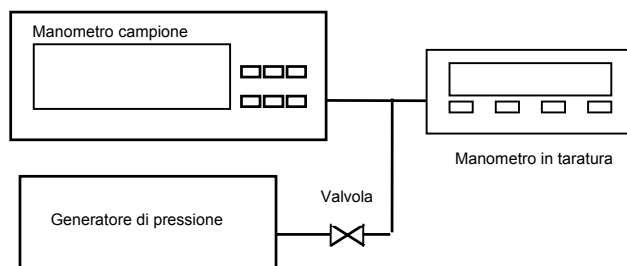 Manometro campione
Manometro in taratura
Valvola
Generatore di pressione